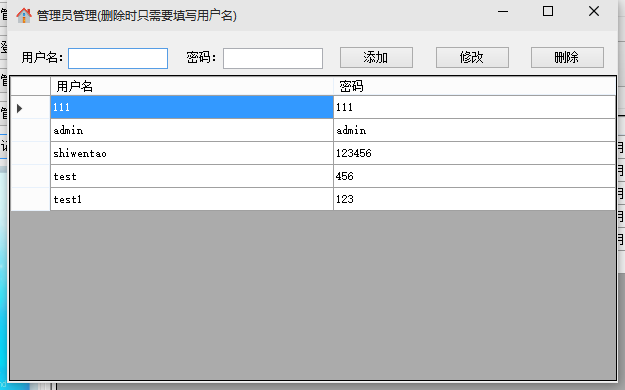 管理员管理(删除时只需要填写用户名)
用户名: 密码: 添加 修改 删除
用户名 密码
111 111
admin admin
shiwentao 123456
test 456
test1 123